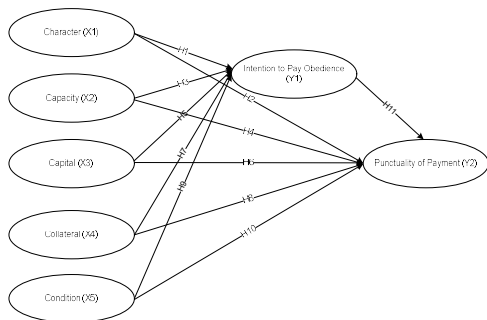 Character (X1)
H1
Intention to Pay Obedience
(Y1)
Capacity (X2)
H3
H2
H11
H5
H4
Capital (X3)
H7
H6
Punctuality of Payment (Y2)
H9
H8
Collateral (X4)
H10
Condition (X5)